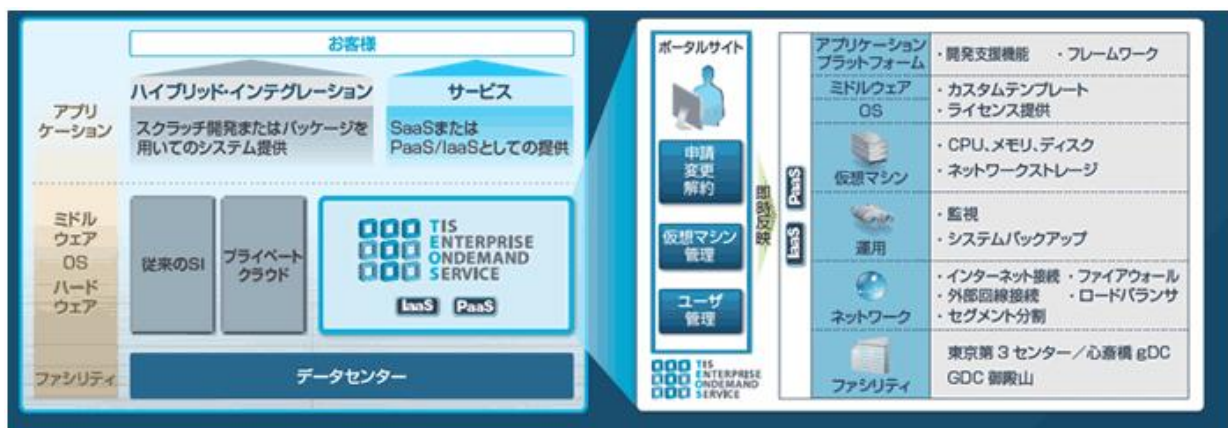 お客様
アプリ
ケーション
ハイブリッド・インテグレーション
スクラッチ開発またはパッケージを
用いてのシステム提供
サービス
SaaSまたは
PaaS/IaaSとしての提供
ミドル
ウェア
OS
ハード
ウェア
従来のSI
プライベート
クラウド
TIS
ENTERPRISE
ONDEMAND
SERVICE
IaaS PaaS
ファシリティ
データセンター
ポータルサイト
申請
変更
解約
仮想マシン
管理
ユーザ
管理
TIS
ENTERPRISE
ONDEMAND
SERVICE
即時反映
PaaS
IaaS
アプリケーション
プラットフォーム
・開発支援機能 ・フレームワーク
ミドルウェア
OS
・カスタムテンプレート
・ライセンス提供
仮想マシン
・CPU、メモリ、ディスク
・ネットワークストレージ
運用
・監視
・システムバックアップ
ネットワーク
・インターネット接続 ・ファイアウォール
・外部回線接続 ・ロードバランサ
・セグメント分割
ファシリティ
東京第3センター/心斎橋gDC
GDC御殿山